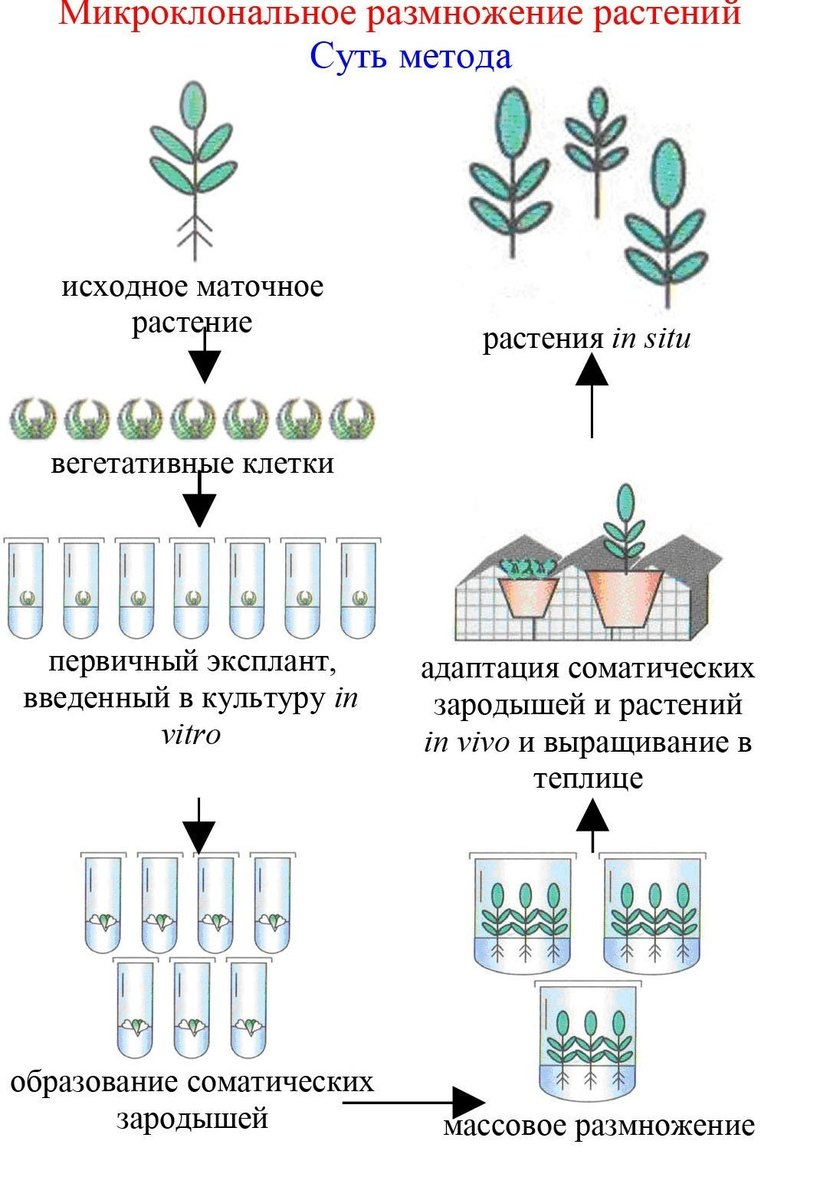 Микроклональное размножение растений
Суть метода
исходное маточное
растение
вегетативные клетки
первичный эксплант,
введенный в культуру in
vitro
образование соматических
зародышей
массовое размножение
адаптация соматических
зародышей и растений
in vivo и выращивание в
теплице
растения in situ